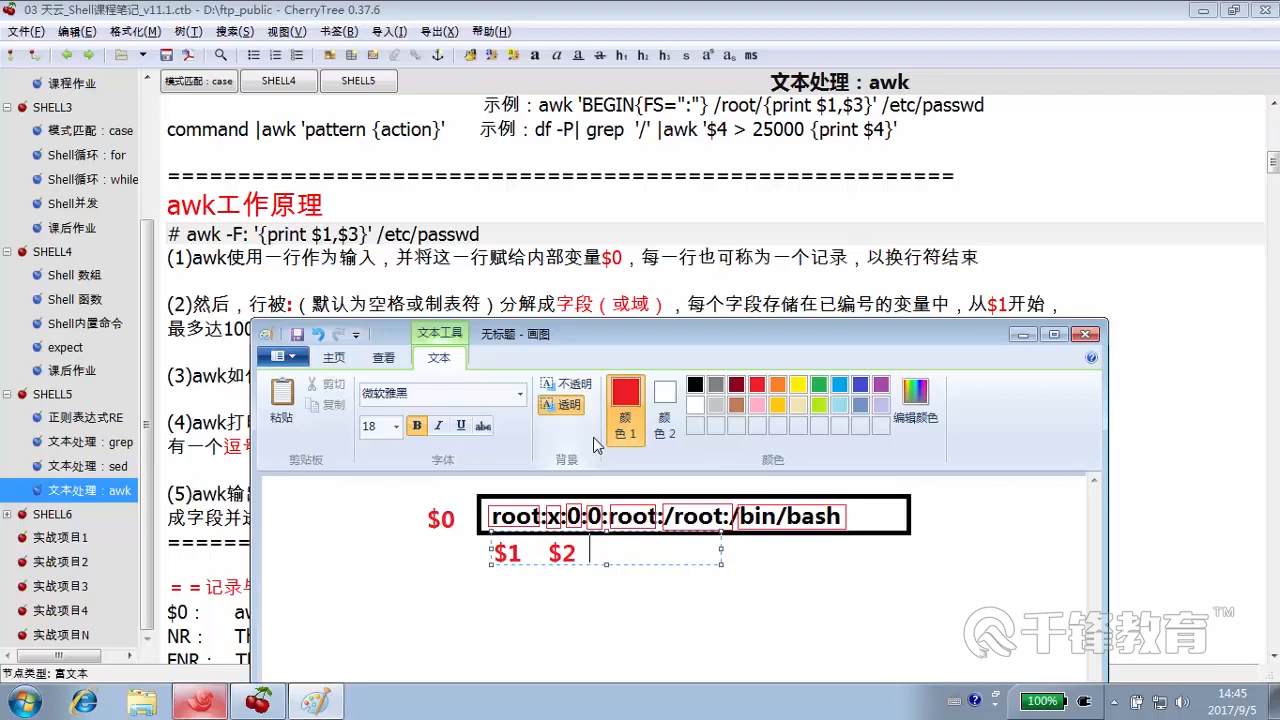 03 天云_Shell课程笔记_v11.1.ctb - D:\ftp_public - CherryTree 0.37.6
文件(F) 编辑(E) 格式化(M) 树(T) 搜索(S) 视图(V) 书签(B) 导入(I) 导出(X) 帮助(H)
a a a a h₁ h₂ h₃ s aˢ aₛ ms
课程作业
SHELL3
模式匹配：case
Shell循环：for
Shell循环：while
Shell并发
课后作业
SHELL4
Shell 数组
Shell 函数
Shell内置命令
expect
课后作业
SHELL5
正则表达式RE
文本处理：grep
文本处理：sed
文本处理：awk
SHELL6
实战项目1
实战项目2
实战项目3
实战项目4
实战项目N
节点类型: 富文本
模式匹配：case SHELL4 SHELL5 文本处理：awk
示例：awk 'BEGIN{FS=":"} /root/{print $1,$3}' /etc/passwd
command |awk 'pattern {action}' 示例：df -P| grep '/' |awk '$4 > 25000 {print $4}'
========================================================
awk工作原理
# awk -F: '{print $1,$3}' /etc/passwd
(1)awk使用一行作为输入，并将这一行赋给内部变量$0，每一行也可称为一个记录，以换行符结束
(2)然后，行被:（默认为空格或制表符）分解成字段（或域），每个字段存储在已编号的变量中，从$1开始，
最多达100
(3)awk如
(4)awk打
有一个逗号
(5)awk输
成字段并
==记录与
$0：
NR： Th
FNR： Th
文本工具 无标题 - 画图
主页 查看 文本
粘贴 剪切 复制 剪贴板
微软雅黑
18 B I U abc
字体
不透明
透明
背景
颜色 1 颜色 2
编辑颜色
颜色
$0 root:x:0:0:root:/root:/bin/bash
$1 $2
千锋教育™
100%
14:45
2017/9/5